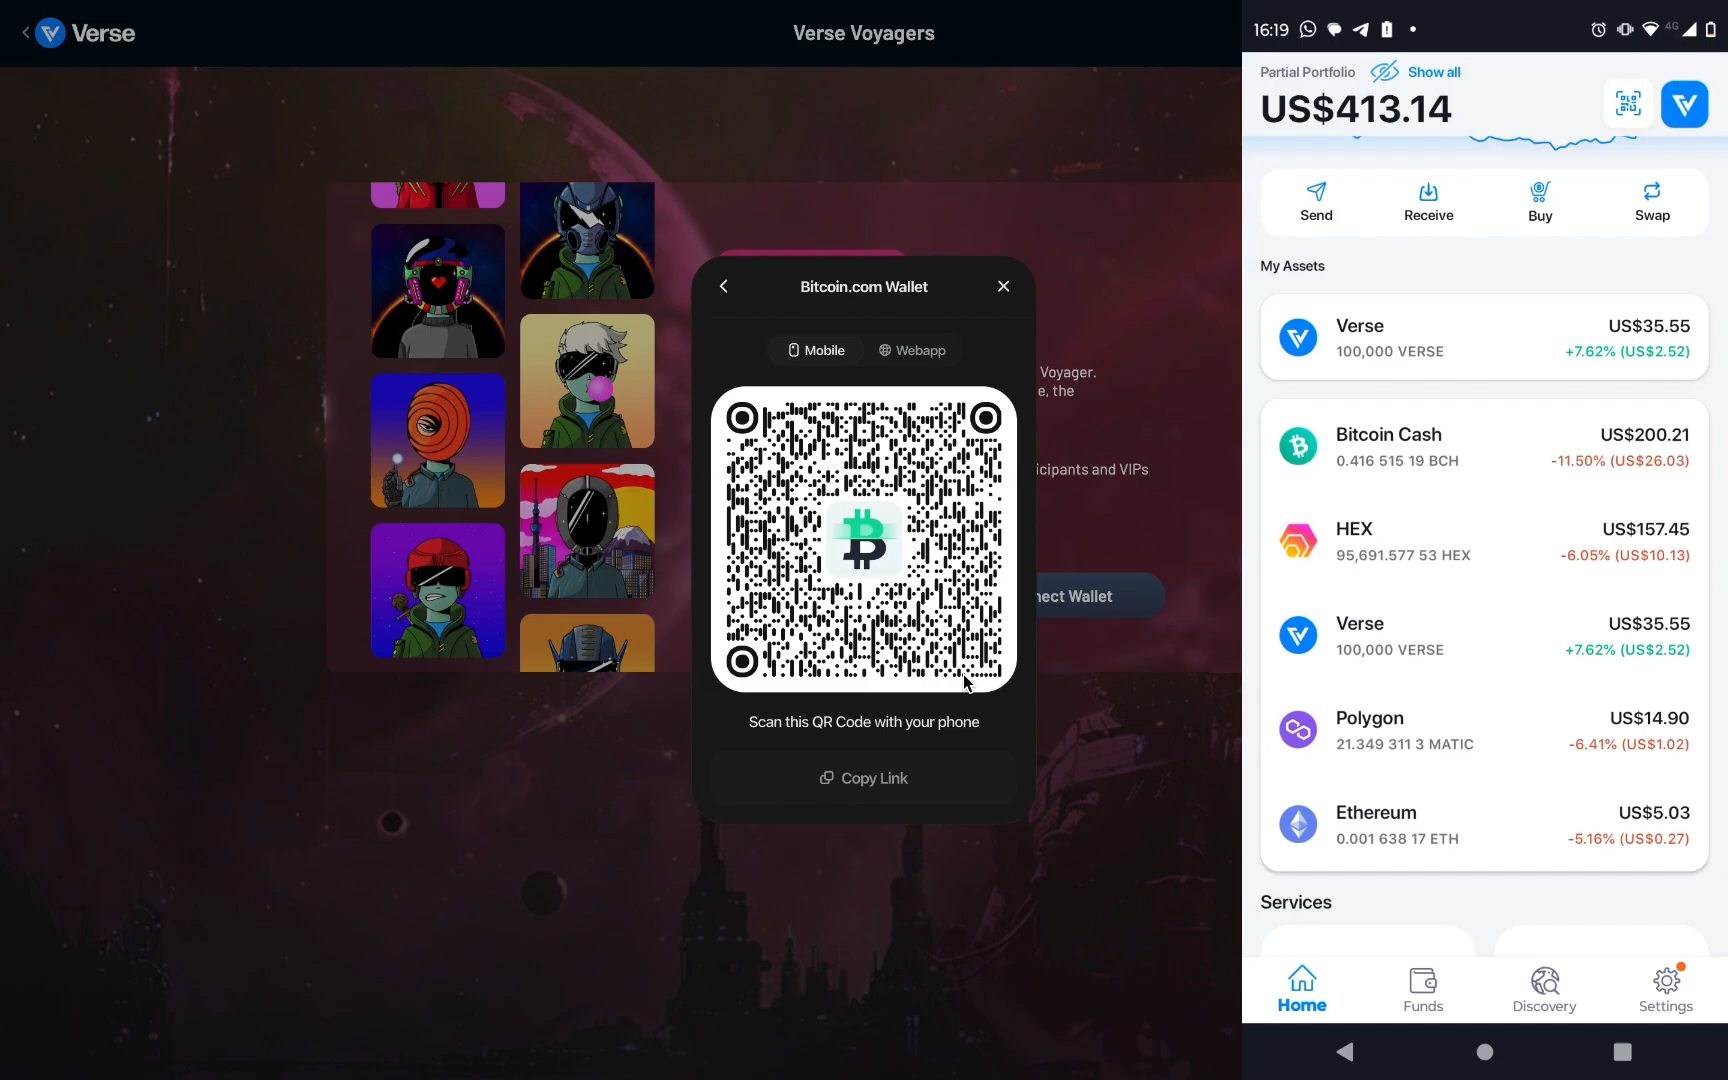 Verse
Verse Voyagers
Bitcoin.com Wallet
Mobile
Webapp
Voyager.
e, the
icipants and VIPs
nect Wallet
Scan this QR Code with your phone
Copy Link
16:19
4G
Partial Portfolio
Show all
US$413.14
Send
Receive
Buy
Swap
My Assets
Verse
US$35.55
100,000 VERSE
+7.62% (US$2.52)
Bitcoin Cash
US$200.21
0.416 515 19 BCH
-11.50% (US$26.03)
HEX
US$157.45
95,691.577 53 HEX
-6.05% (US$10.13)
Verse
US$35.55
100,000 VERSE
+7.62% (US$2.52)
Polygon
US$14.90
21.349 311 3 MATIC
-6.41% (US$1.02)
Ethereum
US$5.03
0.001 638 17 ETH
-5.16% (US$0.27)
Services
Home
Funds
Discovery
Settings